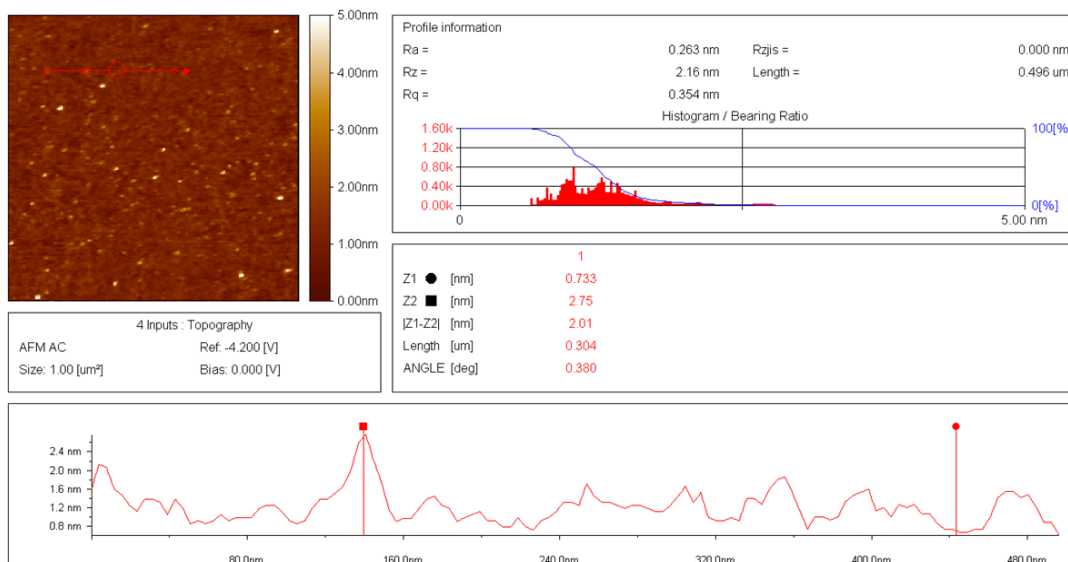 5.00nm
4.00nm
3.00nm
2.00nm
1.00nm
0.00nm
4 Inputs : Topography
AFM AC Ref: -4.200 [V]
Size: 1.00 [um²] Bias: 0.000 [V]
Profile information
Ra = 0.263 nm Rzjis = 0.000 nm
Rz = 2.16 nm Length = 0.496 um
Rq = 0.354 nm
Histogram / Bearing Ratio
1.60k 100[%]
1.20k
0.80k
0.40k
0.00k 0[%]
0 5.00 nm
1
Z1 [nm] 0.733
Z2 [nm] 2.75
|Z1-Z2| [nm] 2.01
Length [um] 0.304
ANGLE [deg] 0.380
2.4 nm
2.0 nm
1.6 nm
1.2 nm
0.8 nm
80.0nm 160.0nm 240.0nm 320.0nm 400.0nm 480.0nm